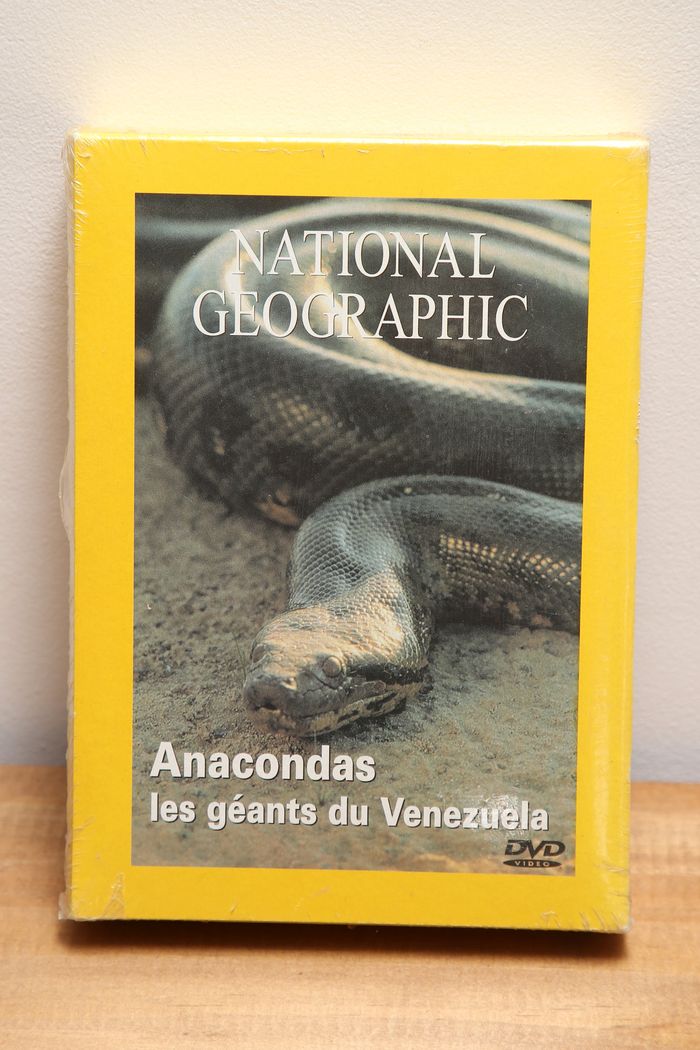 NATIONAL
GEOGRAPHIC
Anacondas
les géants du Venezuela
DVD
VIDEO